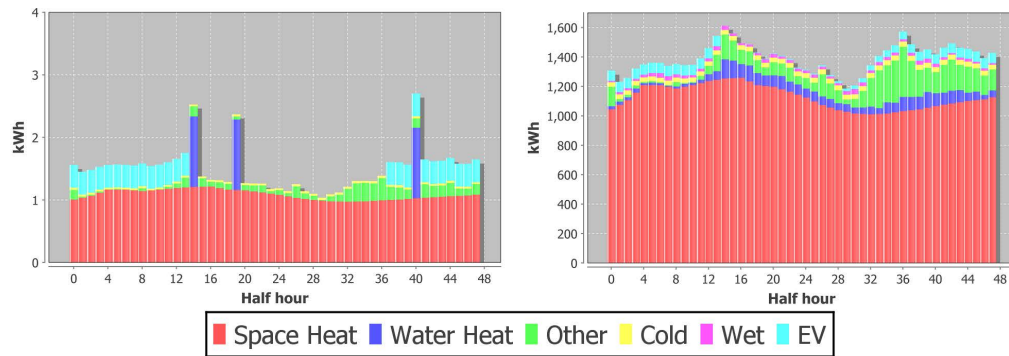 4
3
2
1
0
kWh
0 4 8 12 16 20 24 28 32 36 40 44 48
Half hour
1,600
1,400
1,200
1,000
800
600
400
200
0
kWh
0 4 8 12 16 20 24 28 32 36 40 44 48
Half hour
Space Heat Water Heat Other Cold Wet EV